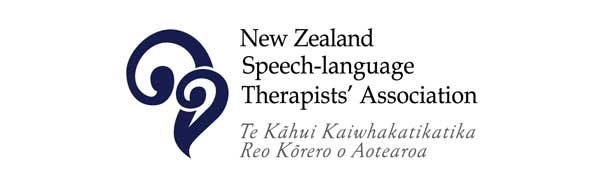 New Zealand
Speech-language
Therapists' Association
Te Kāhui Kaiwhakatikatika
Reo Kōrero o Aotearoa